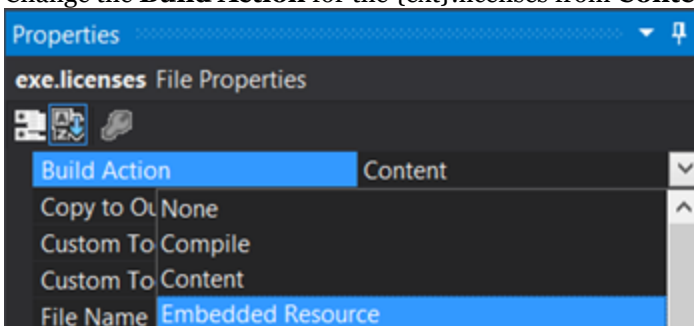 Change the Build Action for the {ext}.licenses from Conte
Properties
exe.licenses File Properties
Build Action Content
Copy to Ou None
Custom To Compile
Custom To Content
File Name Embedded Resource